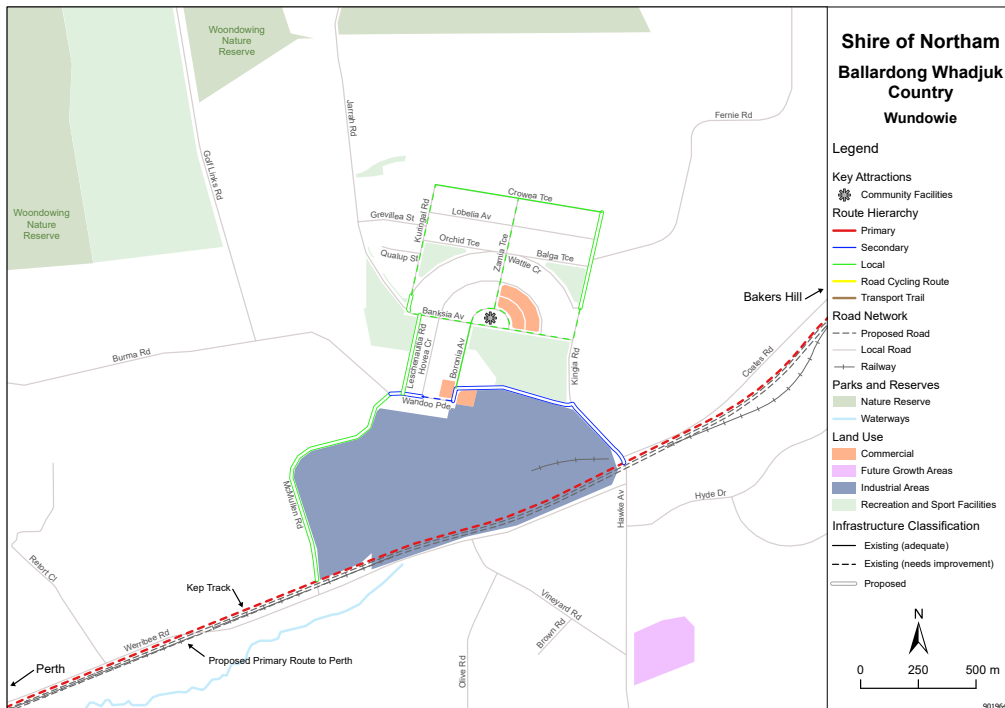 Woondowing
Nature
Reserve
Woondowing
Nature
Reserve
Golf Links Rd
Jarrah Rd
Fernie Rd
Crowea Tce
Kuringal Rd
Grevillea St
Lobelia Av
Orchid Tce
Zamia Tce
Balga Tce
Qualup St
Wattle Cr
Banksia Av
Leschenaultia Rd
Hovea Cr
Boronia Av
Kingia Rd
Bakers Hill
Coates Rd
Burma Rd
Wandoo Pde
McMullen Rd
Hawke Av
Hyde Dr
Retort Cl
Kep Track
Werribee Rd
Proposed Primary Route to Perth
Perth
Vineyard Rd
Brown Rd
Olive Rd
Shire of Northam
Ballardong Whadjuk
Country
Wundowie
Legend
Key Attractions
Community Facilities
Route Hierarchy
Primary
Secondary
Local
Road Cycling Route
Transport Trail
Road Network
Proposed Road
Local Road
Railway
Parks and Reserves
Nature Reserve
Waterways
Land Use
Commercial
Future Growth Areas
Industrial Areas
Recreation and Sport Facilities
Infrastructure Classification
Existing (adequate)
Existing (needs improvement)
Proposed
N
0 250 500 m